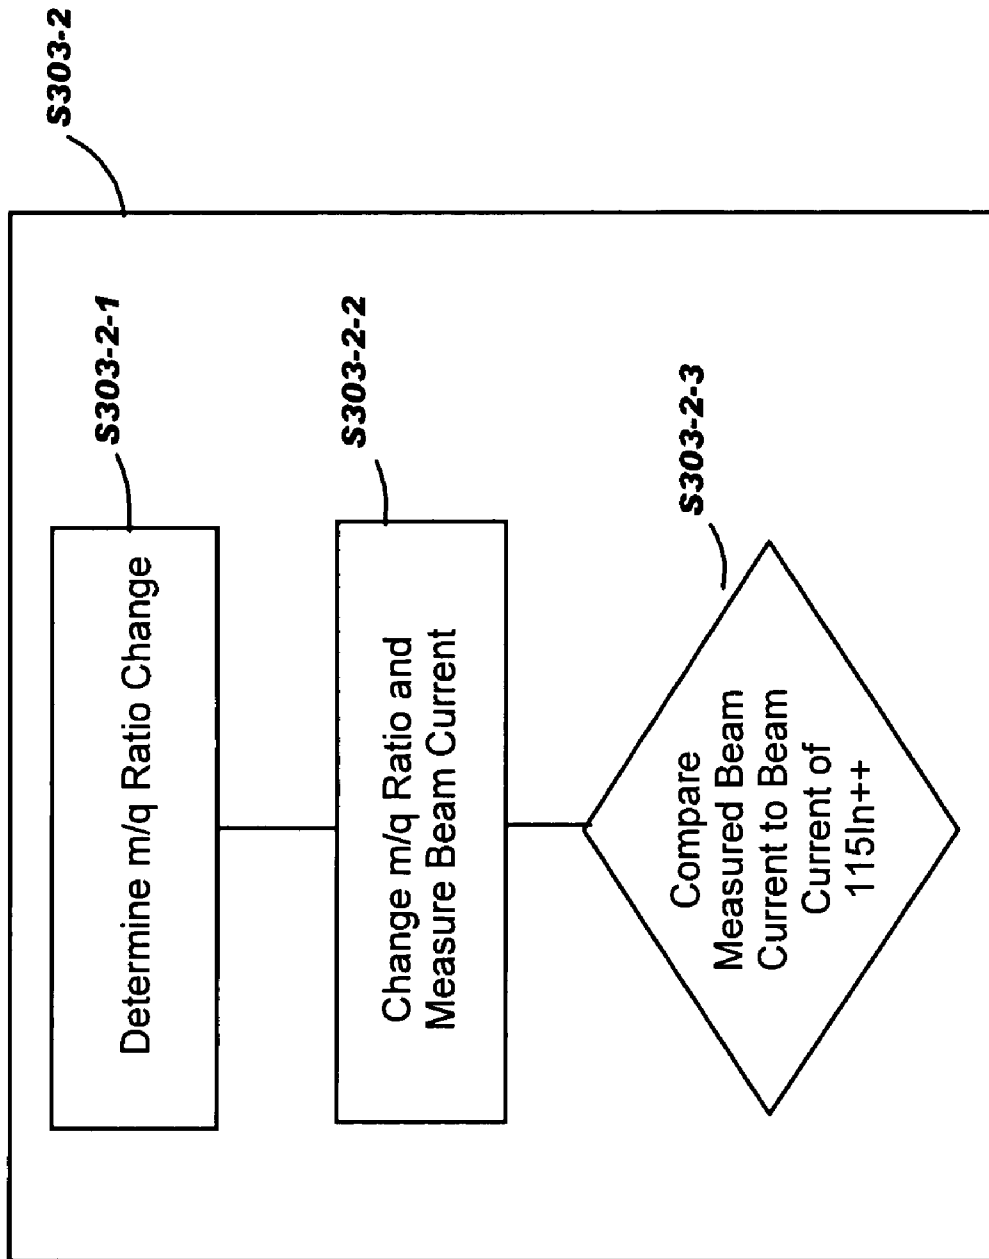 S303-2
S303-2-1
Determine m/q Ratio Change
S303-2-2
Change m/q Ratio and
Measure Beam Current
S303-2-3
Compare
Measured Beam
Current to Beam
Current of
115In++